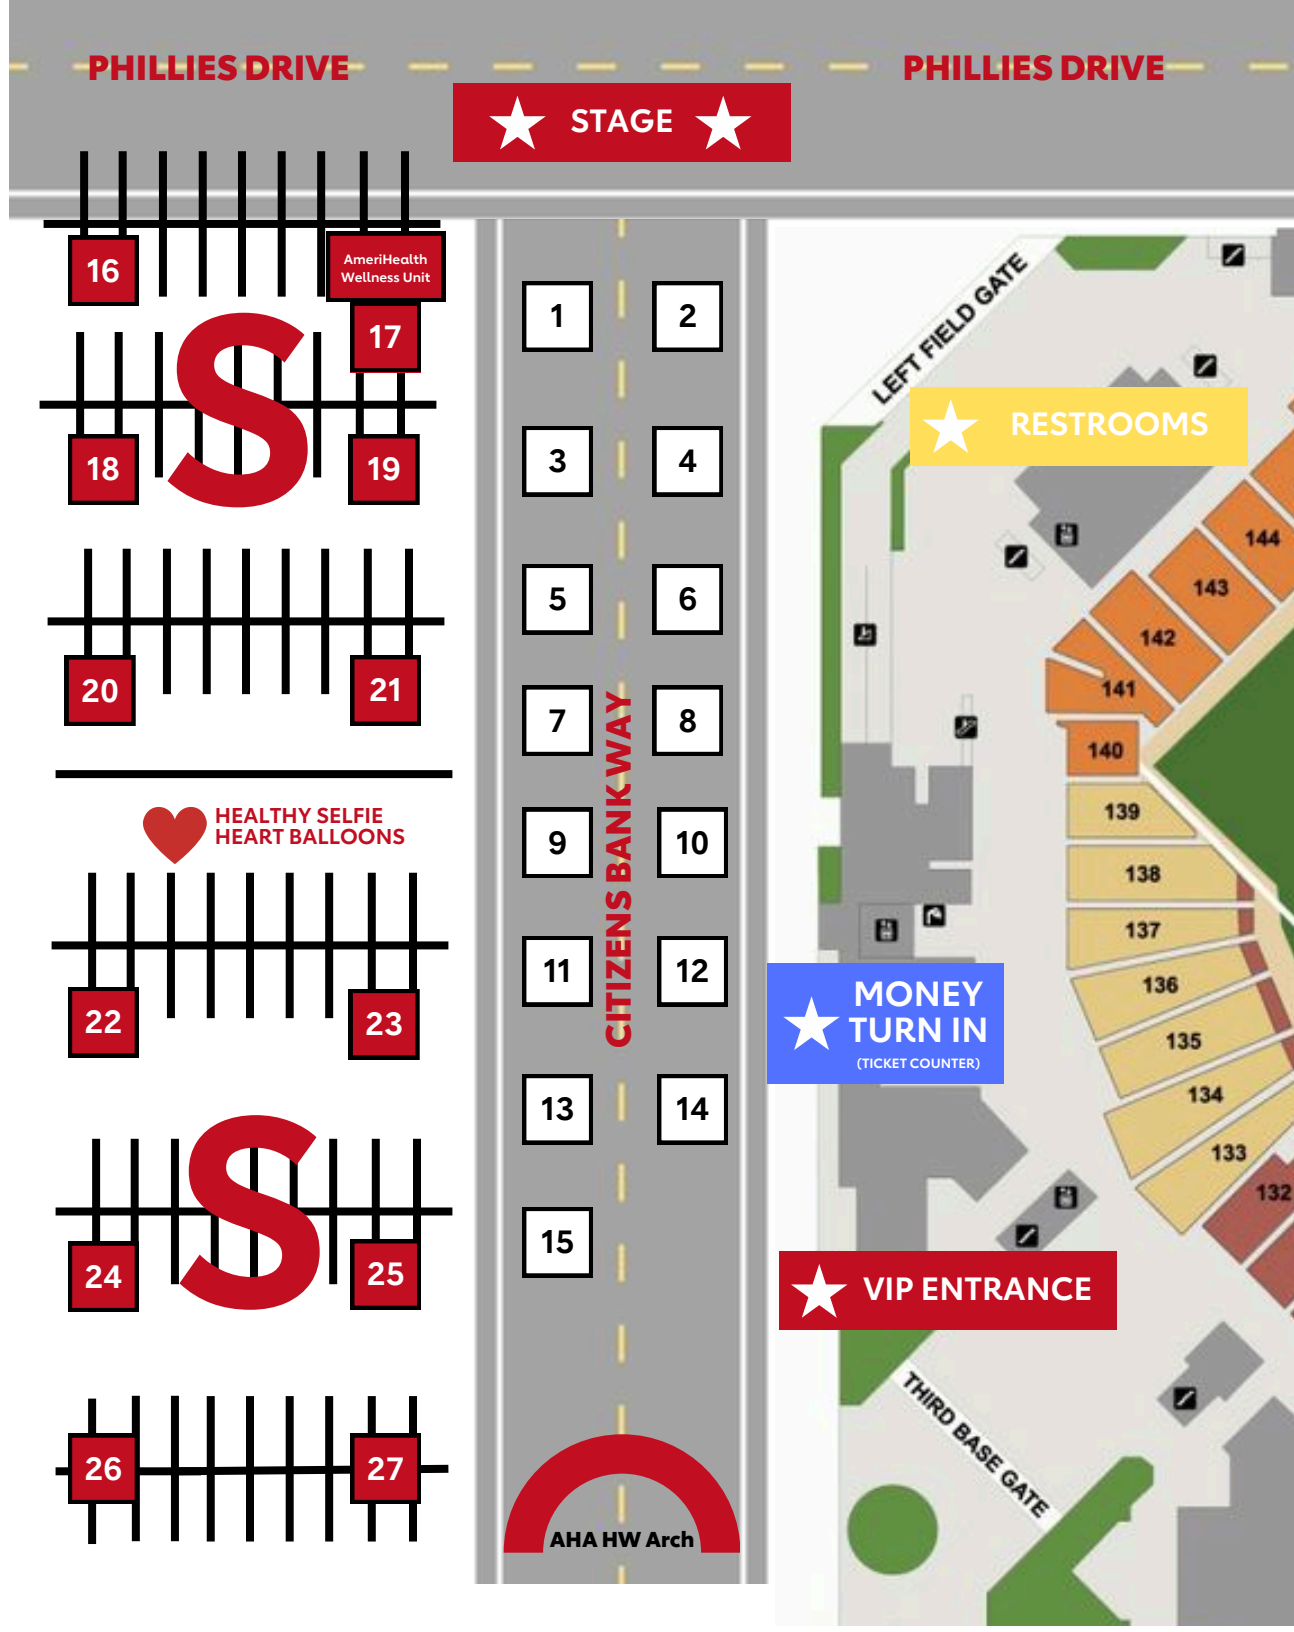 PHILLIES DRIVE
PHILLIES DRIVE
STAGE
16
AmeriHealth
Wellness Unit
17
S
18
19
20
21
HEALTHY SELFIE
HEART BALLOONS
22
23
S
24
25
26
27
1
2
3
4
5
6
7
8
9
10
11
12
13
14
15
CITIZENS BANK WAY
AHA HW Arch
LEFT FIELD GATE
RESTROOMS
144
143
142
141
140
139
138
137
136
135
134
133
132
MONEY
TURN IN
(TICKET COUNTER)
VIP ENTRANCE
THIRD BASE GATE